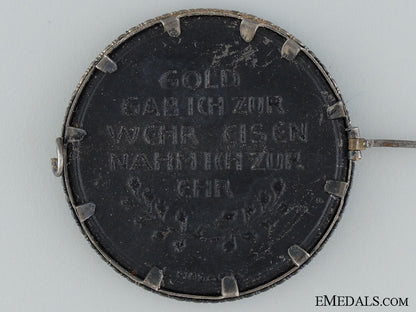 GOLD
GAB ICH ZUR
WEHR EISEN
NAHM ICH ZUR
EHR
EMEDALS.COM